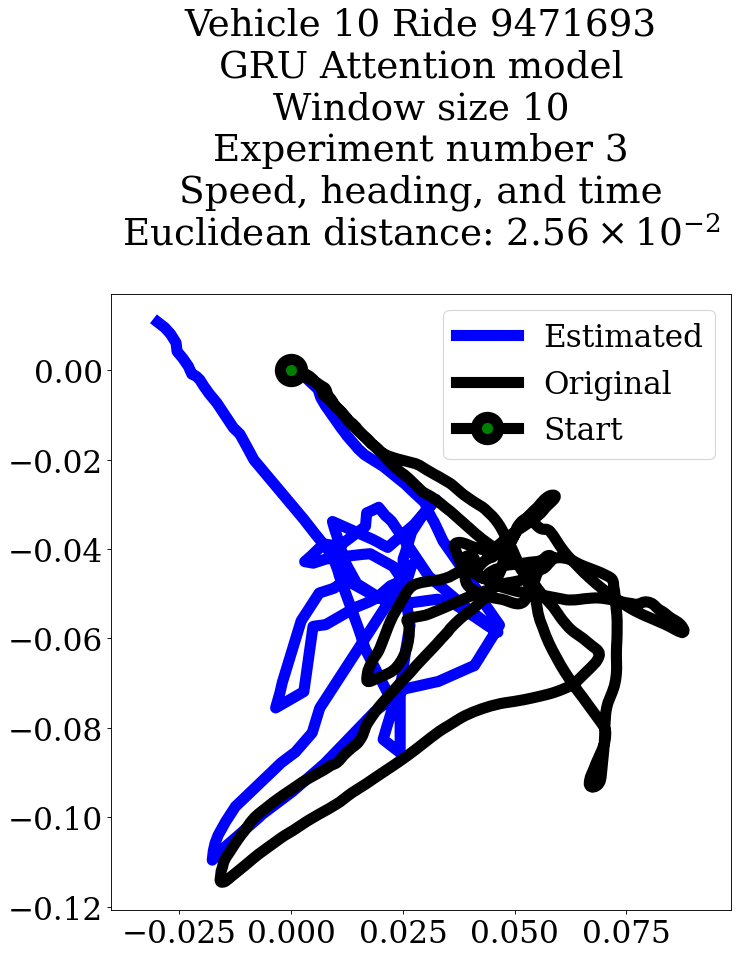 Vehicle 10 Ride 9471693
GRU Attention model
Window size 10
Experiment number 3
Speed, heading, and time
Euclidean distance: 2.56 × 10⁻²
Estimated
Original
Start
0.00
−0.02
−0.04
−0.06
−0.08
−0.10
−0.12
−0.025 0.000 0.025 0.050 0.075